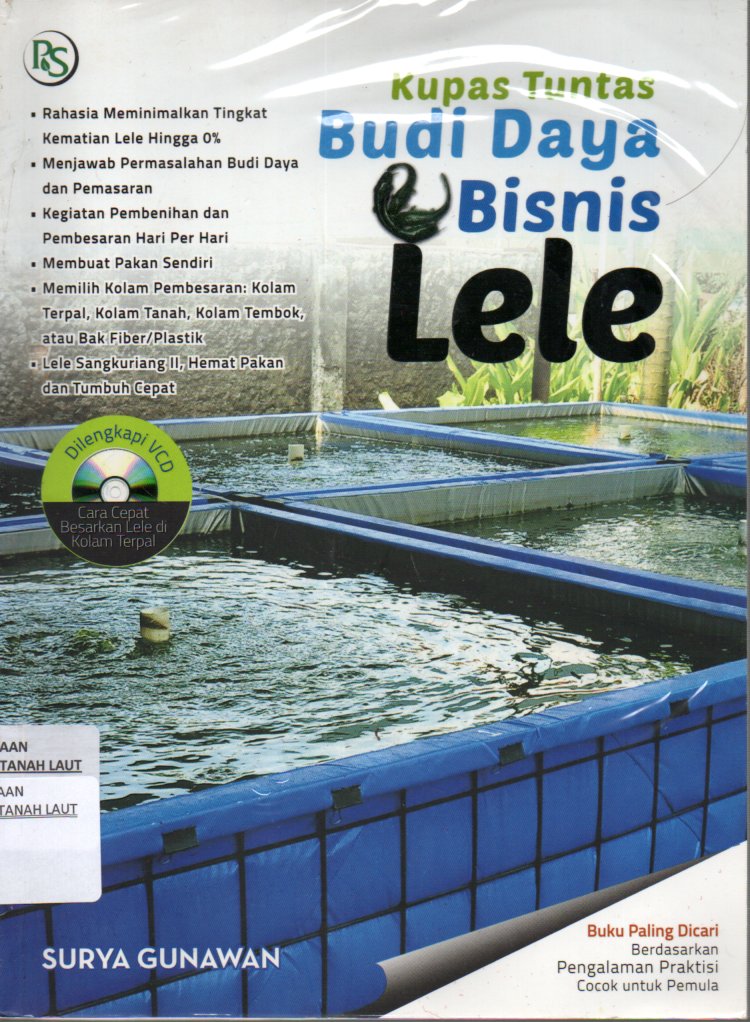 PS
Kupas Tuntas
Budi Daya
Bisnis
Lele
▪ Rahasia Meminimalkan Tingkat
Kematian Lele Hingga 0%
▪ Menjawab Permasalahan Budi Daya
dan Pemasaran
▪ Kegiatan Pembenihan dan
Pembesaran Hari Per Hari
▪ Membuat Pakan Sendiri
▪ Memilih Kolam Pembesaran: Kolam
Terpal, Kolam Tanah, Kolam Tembok,
atau Bak Fiber/Plastik
▪ Lele Sangkuriang II, Hemat Pakan
dan Tumbuh Cepat
Dilengkapi VCD
Cara Cepat
Besarkan Lele di
Kolam Terpal
AAN
TANAH LAUT
AAN
TANAH LAUT
SURYA GUNAWAN
Buku Paling Dicari
Berdasarkan
Pengalaman Praktisi
Cocok untuk Pemula